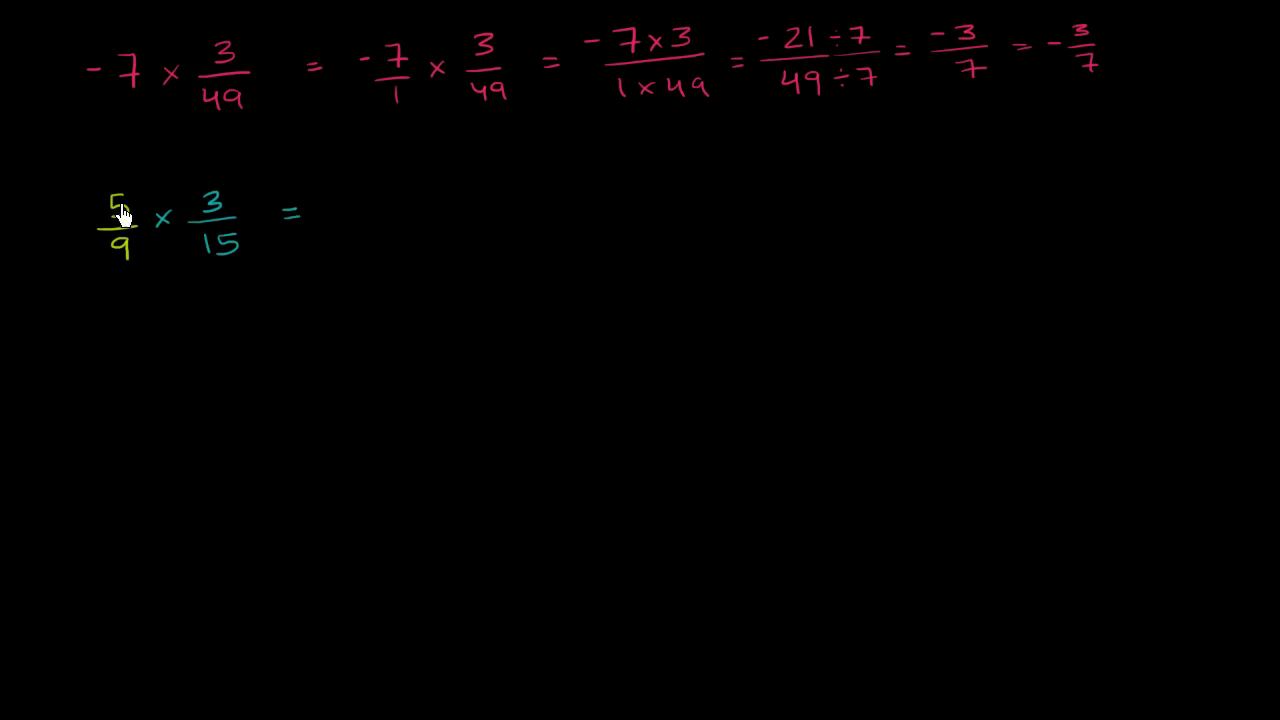 -7 × 3/49 = -7/1 × 3/49 = -7×3/1×49 = -21÷7/49÷7 = -3/7 = -3/7
5/9 × 3/15 =